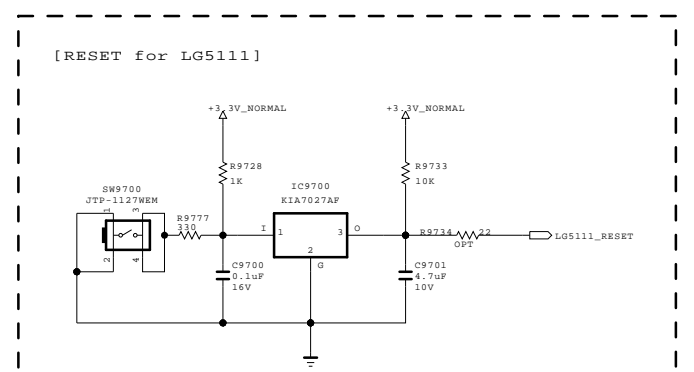 [RESET for LG5111]
+3.3V_NORMAL
+3.3V_NORMAL
R9728
1K
R9733
10K
SW9700
JTP-1127WEM
1
3
2
4
R9777
330
IC9700
KIA7027AF
I
1
3
O
2
G
R9734
22
OPT
LG5111_RESET
C9700
0.1uF
16V
C9701
4.7uF
10V